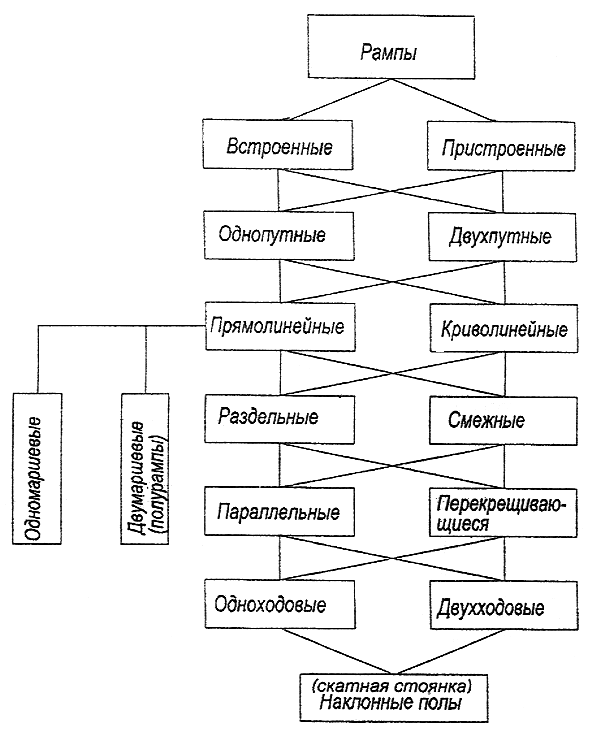 Рампы
Встроенные
Пристроенные
Однопутные
Двухпутные
Прямолинейные
Криволинейные
Одномаршевые
Двумаршевые
(полурампы)
Раздельные
Смежные
Параллельные
Перекрещиваю-
щиеся
Одноходовые
Двухходовые
(скатная стоянка)
Наклонные полы